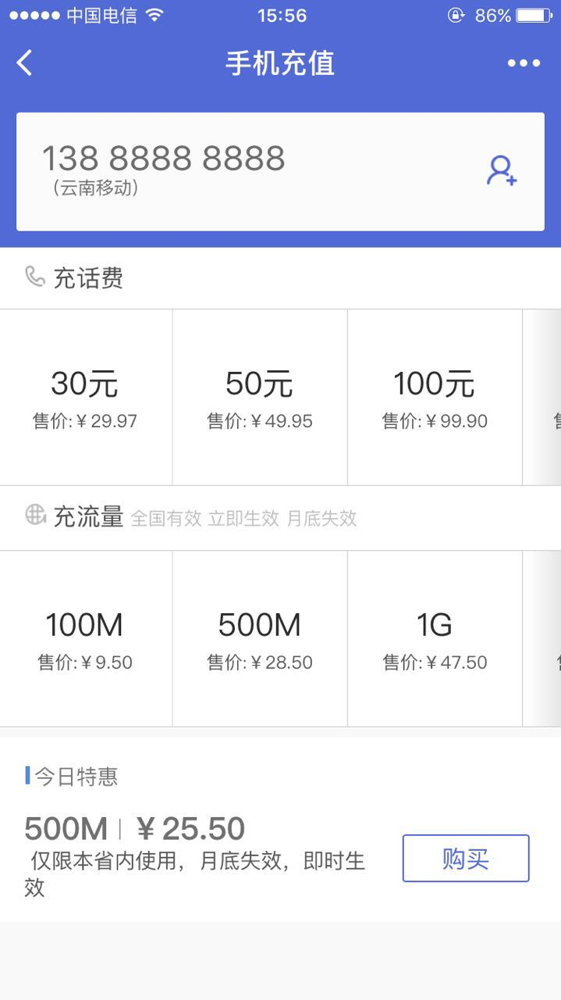 中国电信 15:56 86%
手机充值
138 8888 8888
（云南移动）
充话费
30元 50元 100元
售价:￥29.97 售价:￥49.95 售价:￥99.90
充流量 全国有效 立即生效 月底失效
100M 500M 1G
售价:￥9.50 售价:￥28.50 售价:￥47.50
今日特惠
500M ￥25.50
仅限本省内使用，月底失效，即时生
效
购买